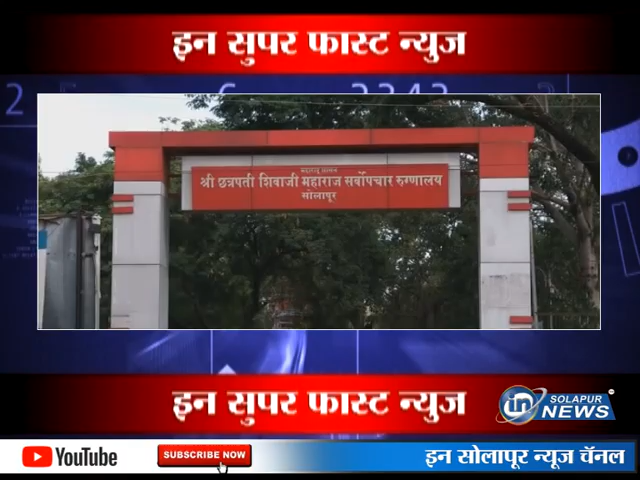 इन सुपर फास्ट न्युज
महाराष्ट्र शासन
श्री छत्रपती शिवाजी महाराज सर्वोपचार रुग्णालय
सोलापूर
इन सुपर फास्ट न्युज
in SOLAPUR NEWS
YouTube SUBSCRIBE NOW इन सोलापूर न्यूज चॅनल